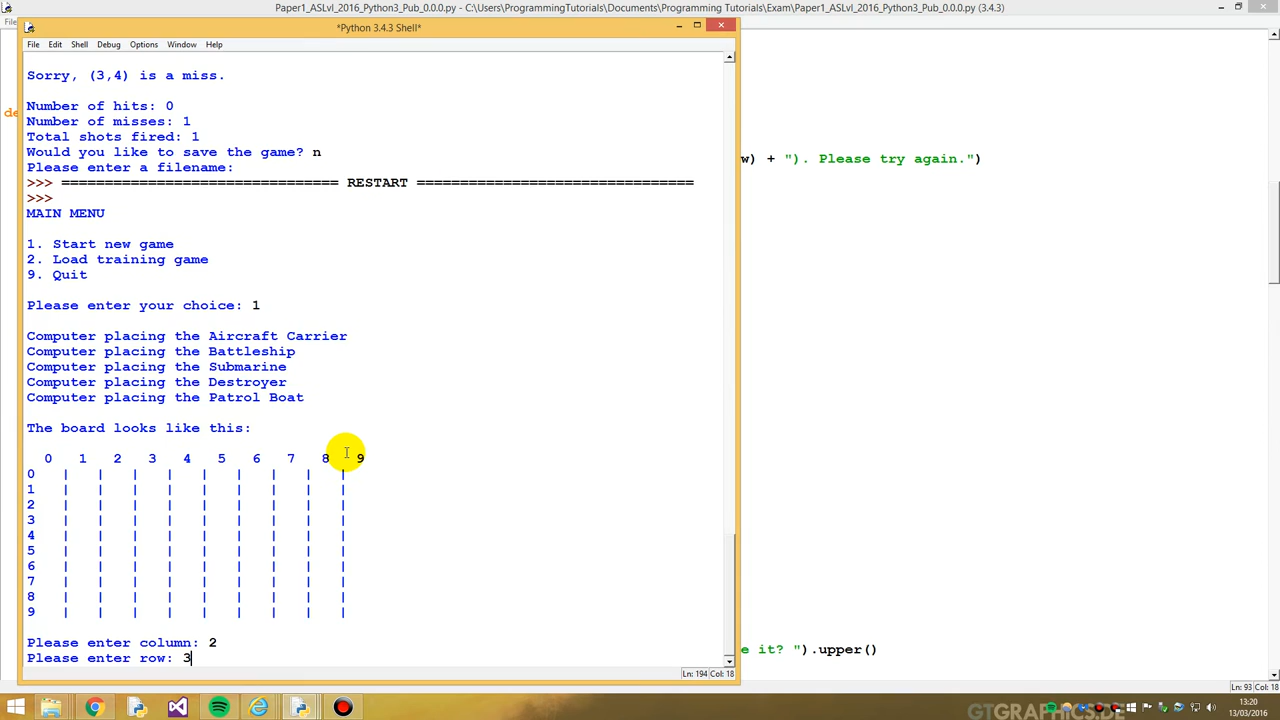 Paper1_ASLvl_2016_Python3_Pub_0.0.0.py - C:\Users\ProgrammingTutorials\Documents\Programming Tutorials\Exam\Paper1_ASLvl_2016_Python3_Pub_0.0.0.py (3.4.3)
*Python 3.4.3 Shell*
File Edit Shell Debug Options Window Help
Sorry, (3,4) is a miss.
Number of hits: 0
de
Number of misses: 1
Total shots fired: 1
Would you like to save the game? n
w) + "). Please try again.")
Please enter a filename:
>>> ================================ RESTART ================================
>>>
MAIN MENU
1. Start new game
2. Load training game
9. Quit
Please enter your choice: 1
Computer placing the Aircraft Carrier
Computer placing the Battleship
Computer placing the Submarine
Computer placing the Destroyer
Computer placing the Patrol Boat
The board looks like this:
0 1 2 3 4 5 6 7 8 9
0 | | | | | | | | |
1 | | | | | | | | |
2 | | | | | | | | |
3 | | | | | | | | |
4 | | | | | | | | |
5 | | | | | | | | |
6 | | | | | | | | |
7 | | | | | | | | |
8 | | | | | | | | |
9 | | | | | | | | |
Please enter column: 2
e it? ").upper()
Please enter row: 3
Ln: 194 Col: 18
Ln: 93 Col: 18
13:20
GTGRAPHICSDE
13/03/2016